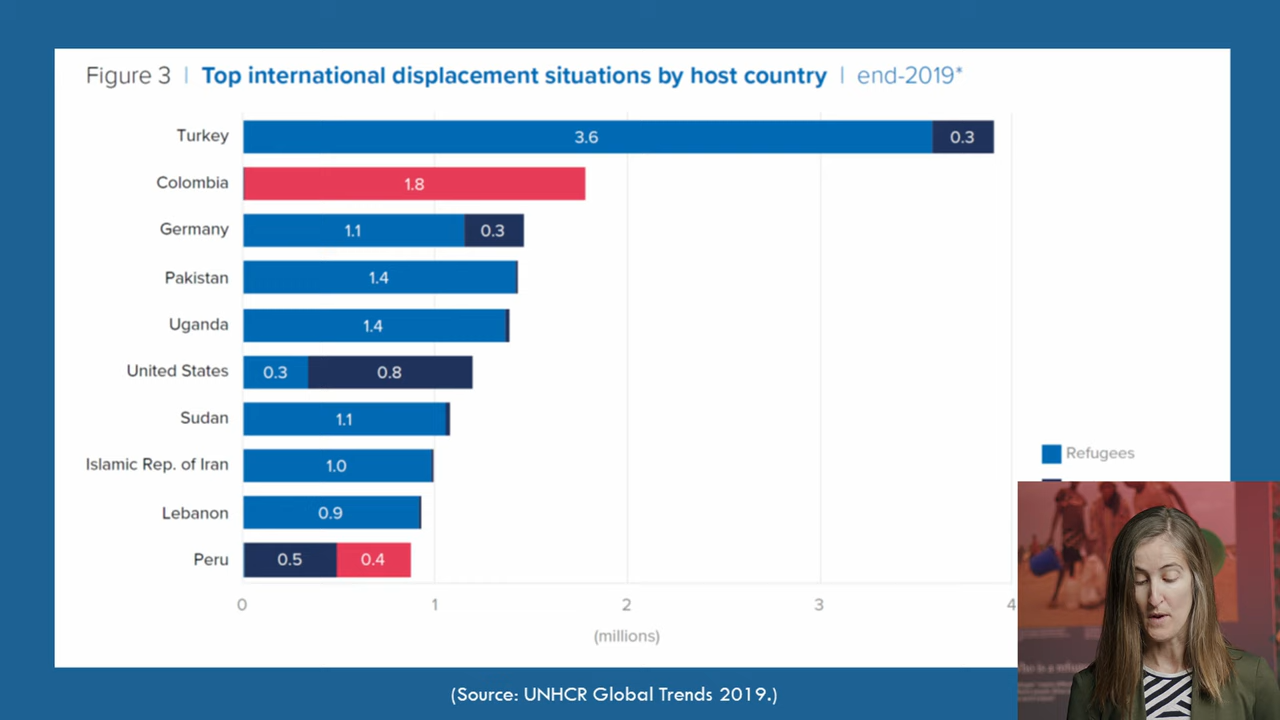 Figure 3 | Top international displacement situations by host country | end-2019*
Turkey 3.6 0.3
Colombia 1.8
Germany 1.1 0.3
Pakistan 1.4
Uganda 1.4
United States 0.3 0.8
Sudan 1.1
Islamic Rep. of Iran 1.0
Refugees
Lebanon 0.9
Peru 0.5 0.4
0 1 2 3 4
(millions)
(Source: UNHCR Global Trends 2019.)